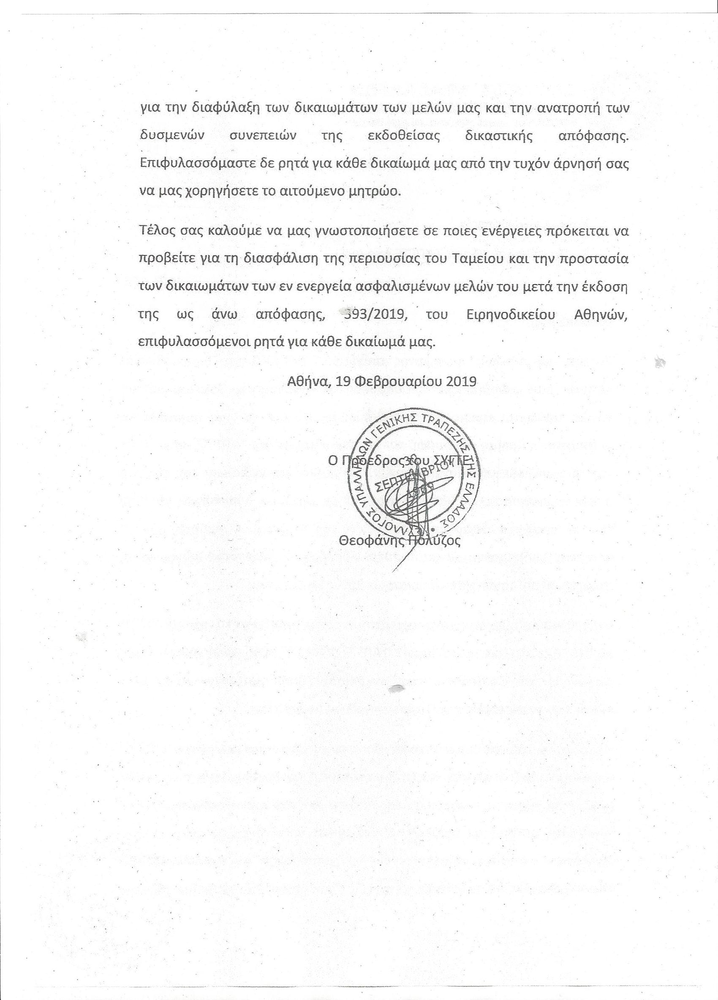 για την διαφύλαξη των δικαιωμάτων των μελών μας και την ανατροπή των
δυσμενών συνεπειών της εκδοθείσας δικαστικής απόφασης.
Επιφυλασσόμαστε δε ρητά για κάθε δικαίωμά μας από την τυχόν άρνησή σας
να μας χορηγήσετε το αιτούμενο μητρώο.
Τέλος σας καλούμε να μας γνωστοποιήσετε σε ποιες ενέργειες πρόκειται να
προβείτε για τη διασφάλιση της περιουσίας του Ταμείου και την προστασία
των δικαιωμάτων των εν ενεργεία ασφαλισμένων μελών του μετά την έκδοση
της ως άνω απόφασης, 393/2019, του Ειρηνοδικείου Αθηνών,
επιφυλασσόμενοι ρητά για κάθε δικαίωμά μας.
Αθήνα, 19 Φεβρουαρίου 2019
ΣΥΛΛΟΓΟΣ ΥΠΑΛΛΗΛΩΝ ΓΕΝΙΚΗΣ ΤΡΑΠΕΖΗΣ ΤΗΣ ΕΛΛΑΔΟΣ
Ο Πρόεδρος του ΣΥΓΤΕ
ΣΕΠΤΕΜΒΡΙΟΥ
Θεοφάνης Πολύζος